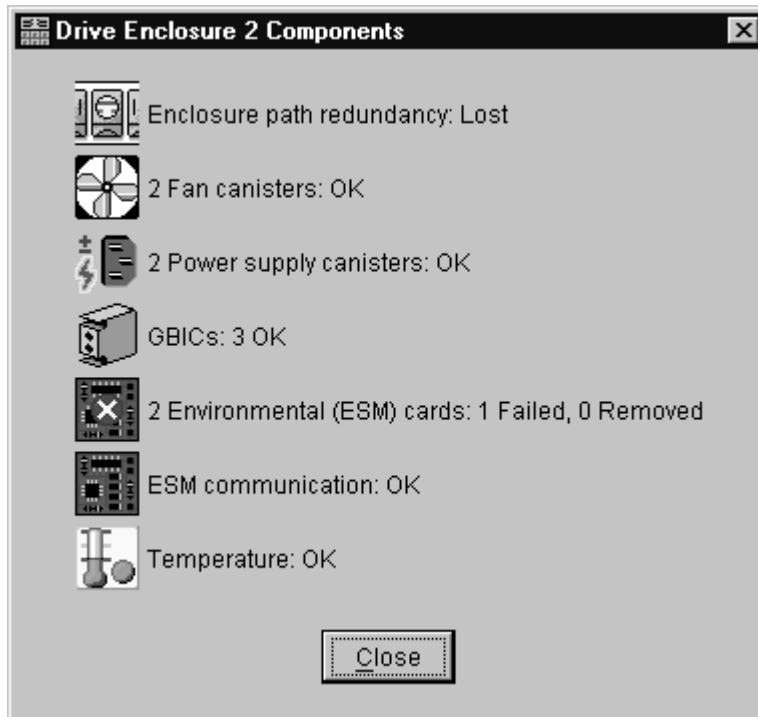 Drive Enclosure 2 Components
Enclosure path redundancy: Lost
2 Fan canisters: OK
2 Power supply canisters: OK
GBICs: 3 OK
2 Environmental (ESM) cards: 1 Failed, 0 Removed
ESM communication: OK
Temperature: OK
Close